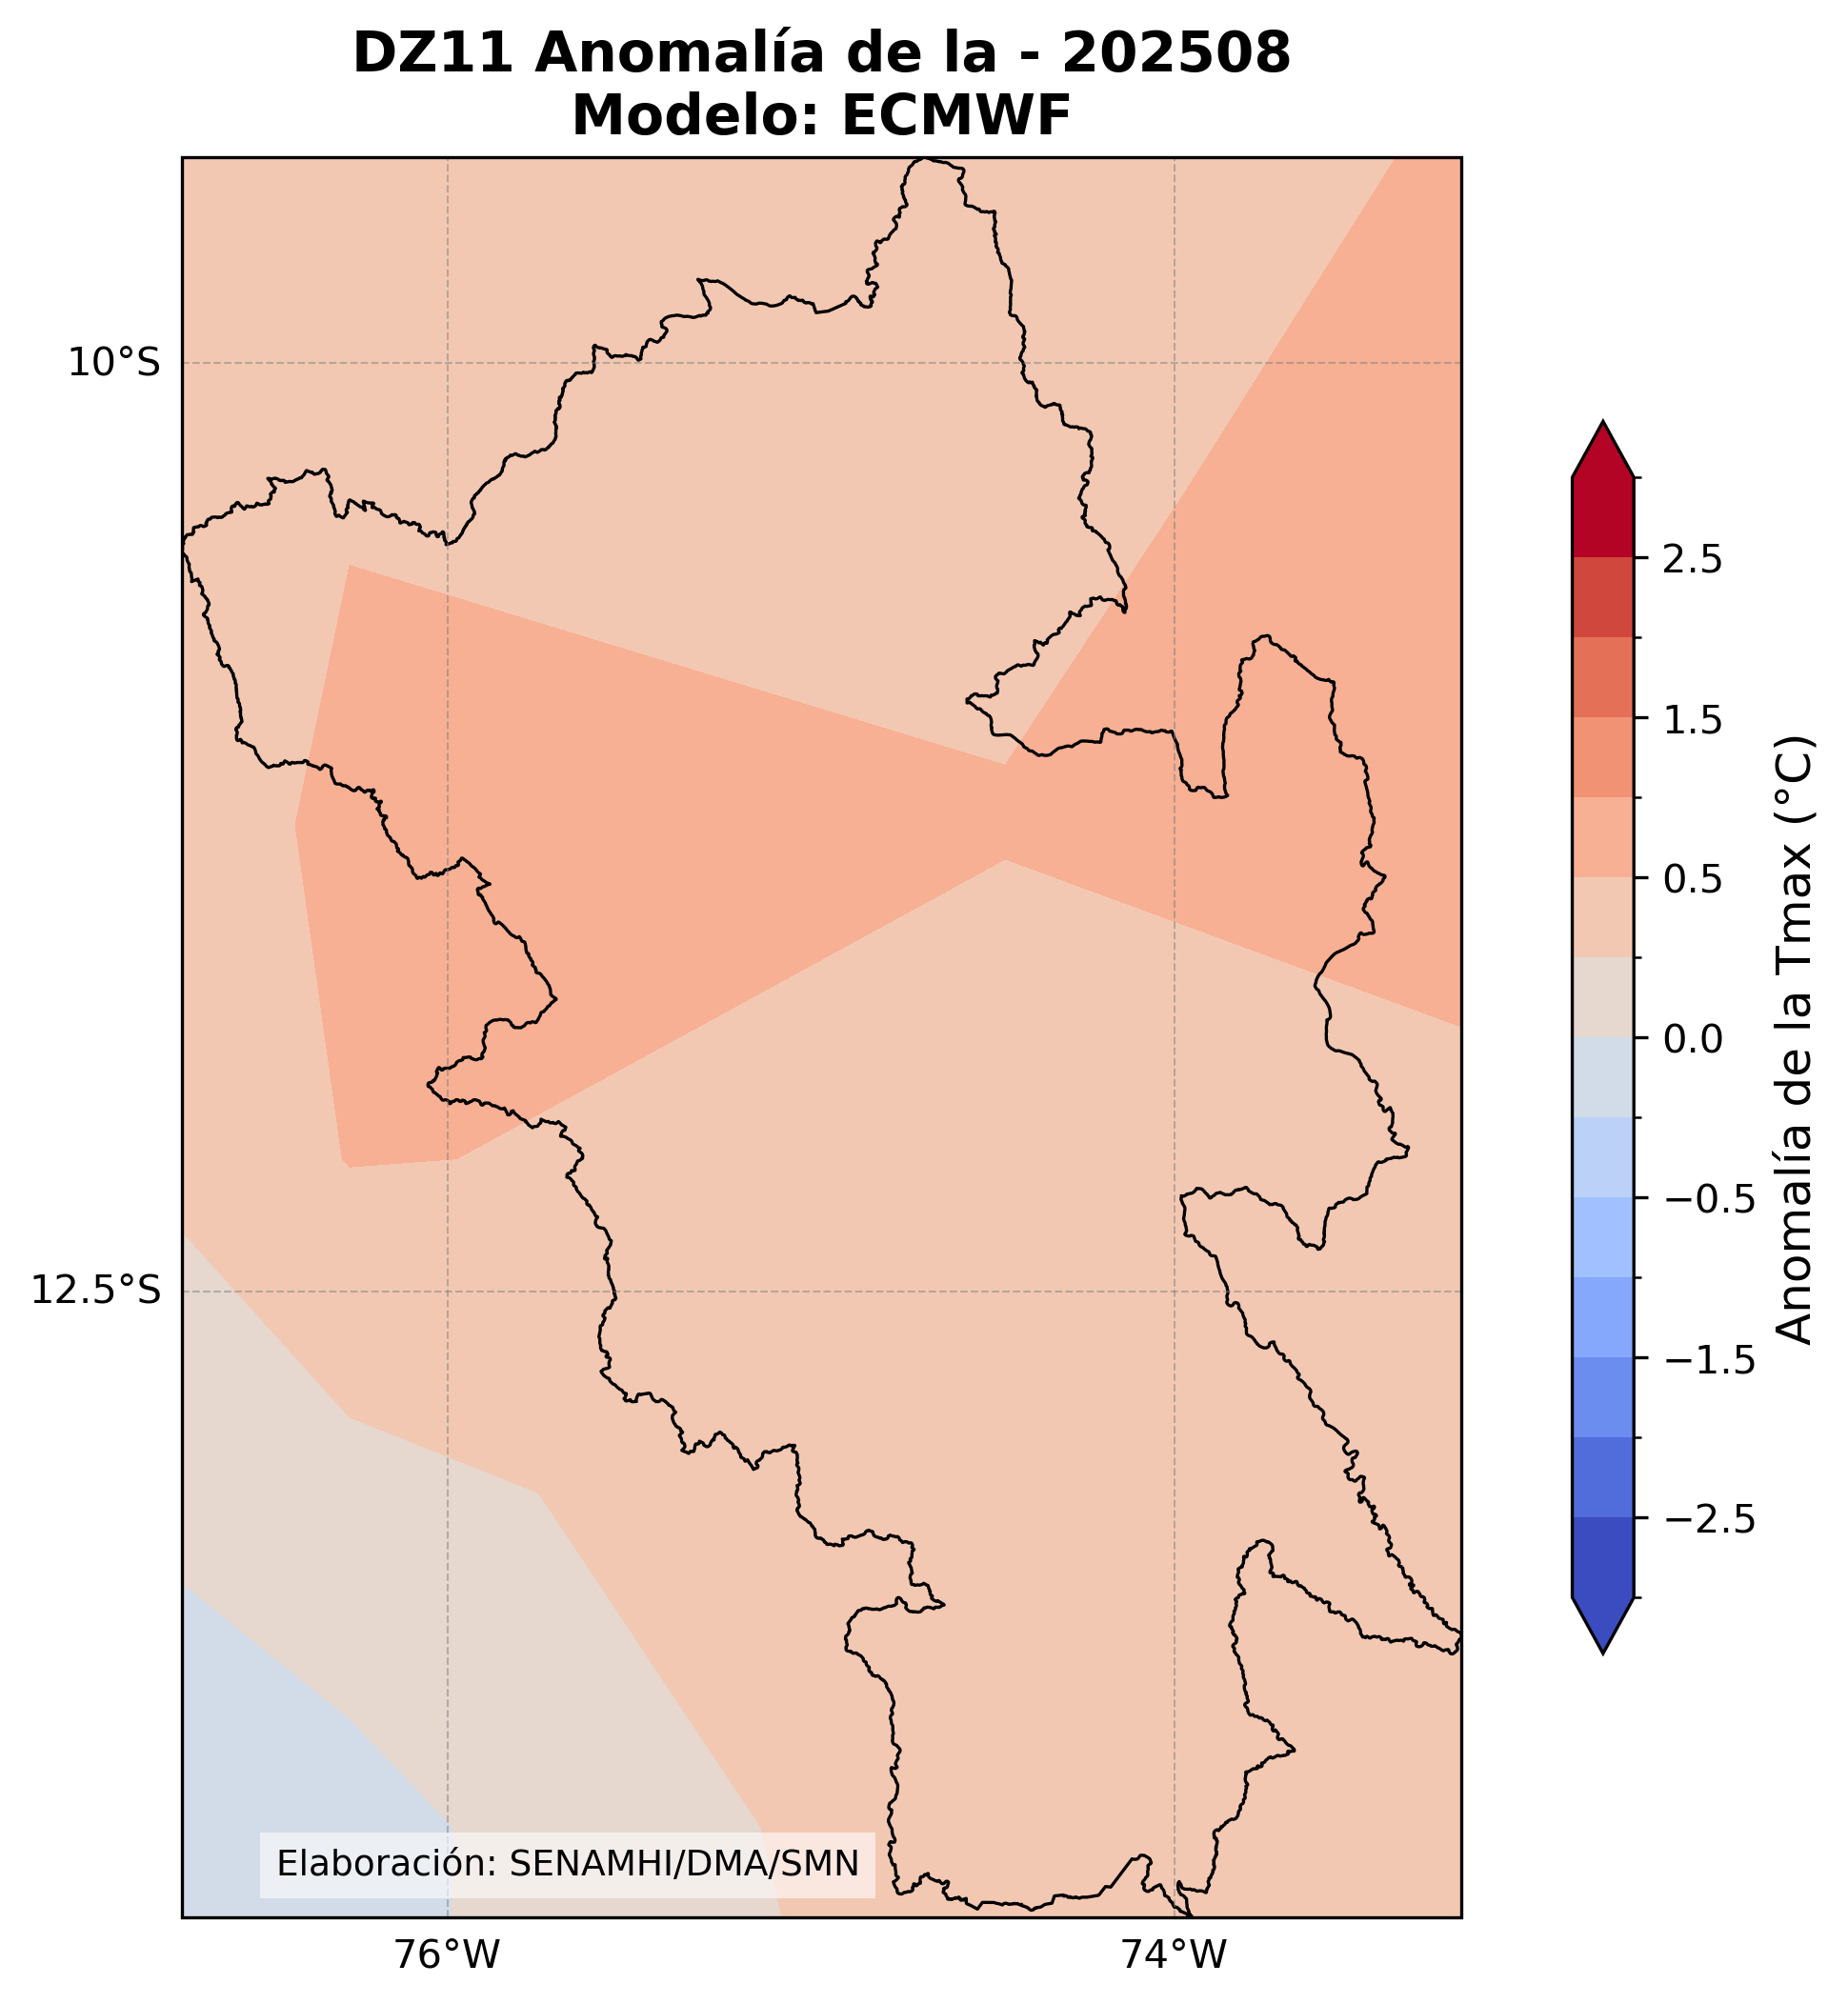 DZ11 Anomalía de la - 202508
Modelo: ECMWF
10°S
12.5°S
76°W
74°W
Elaboración: SENAMHI/DMA/SMN
2.5
1.5
0.5
0.0
−0.5
−1.5
−2.5
Anomalía de la Tmax (°C)